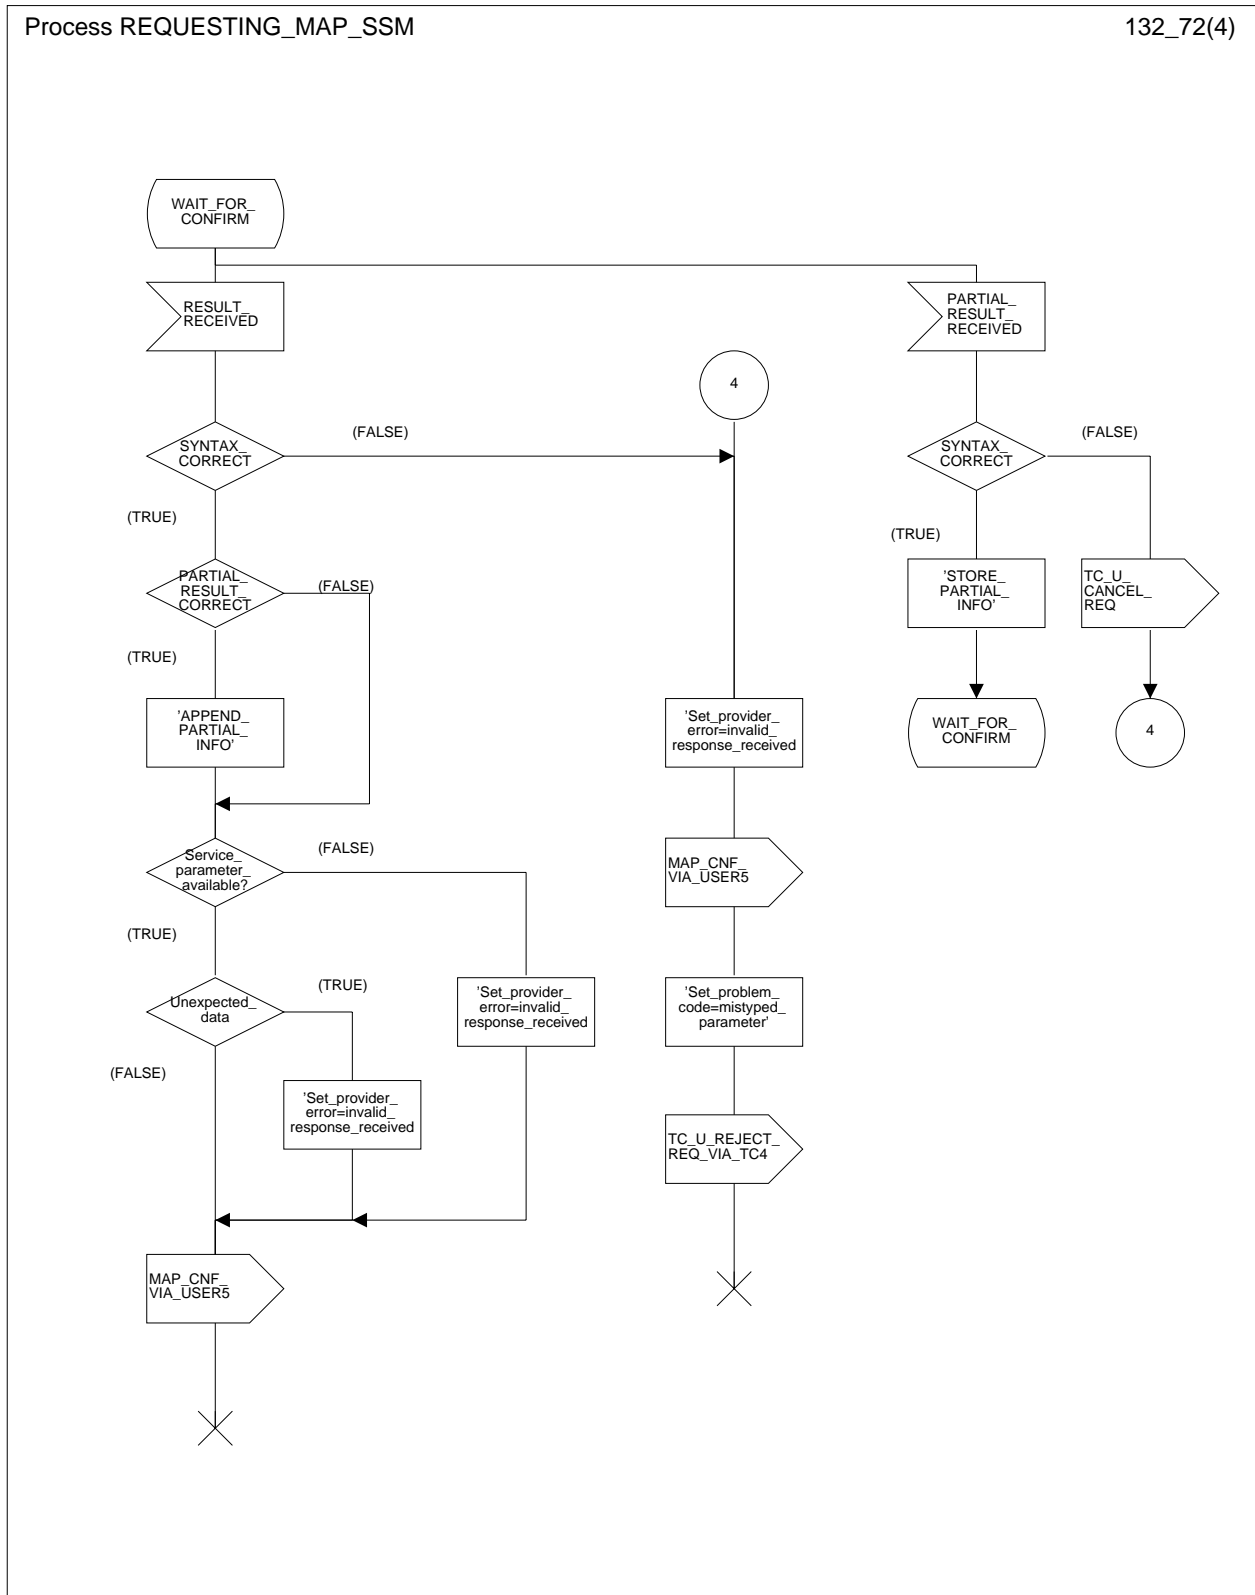 Process REQUESTING_MAP_SSM
132_72(4)
WAIT_FOR_
CONFIRM
RESULT_
RECEIVED
PARTIAL_
RESULT_
RECEIVED
4
SYNTAX_
CORRECT
(FALSE)
SYNTAX_
CORRECT
(FALSE)
(TRUE)
(TRUE)
PARTIAL_
RESULT_
CORRECT
(FALSE)
'STORE_
PARTIAL_
INFO'
TC_U_
CANCEL_
REQ
(TRUE)
'APPEND_
PARTIAL_
INFO'
'Set_provider_
error=invalid_
response_received
WAIT_FOR_
CONFIRM
4
Service_
parameter_
available?
(FALSE)
MAP_CNF_
VIA_USER5
(TRUE)
Unexpected_
data
(TRUE)
'Set_provider_
error=invalid_
response_received
'Set_problem_
code=mistyped_
parameter'
(FALSE)
'Set_provider_
error=invalid_
response_received
TC_U_REJECT_
REQ_VIA_TC4
MAP_CNF_
VIA_USER5